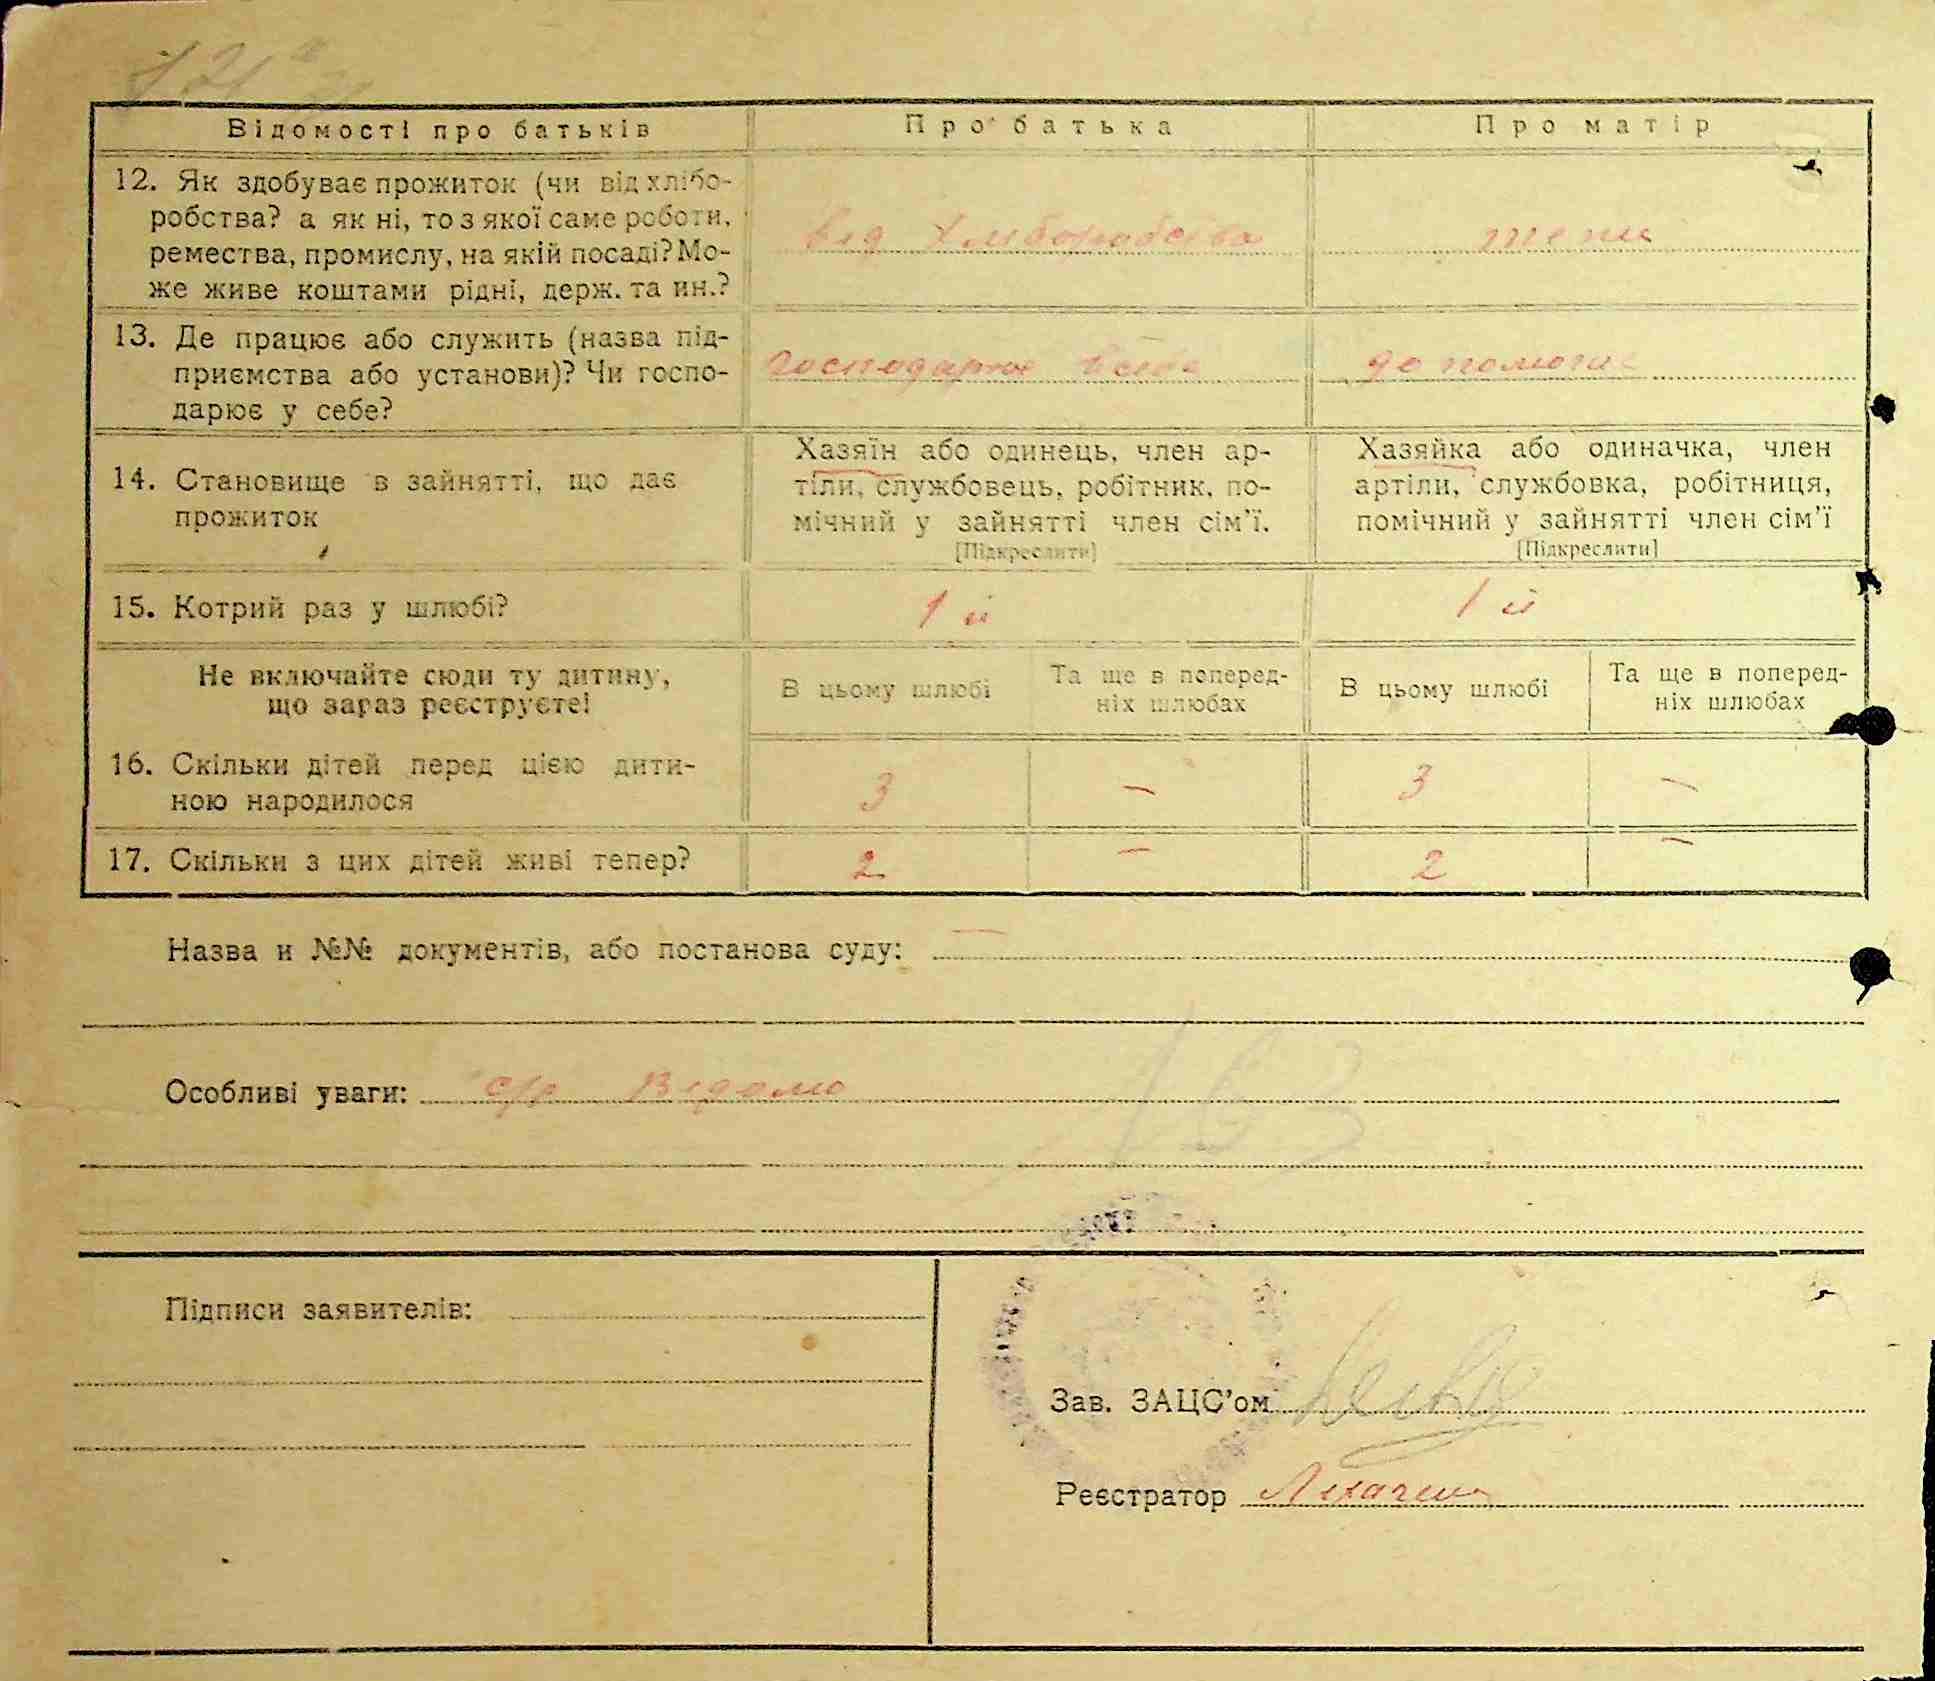 Відомості про батьків Про батька Про матір
12. Як здобуває прожиток (чи від хлібо-
робства? а як ні, то з якої саме роботи,
ремества, промислу, на якій посаді? Мо-
же живе коштами рідні, держ. та ин.?
від хліборобства
теж
13. Де працює або служить (назва під-
приємства або установи)? Чи госпо-
дарює у себе?
господарює в себе
допомогає
14. Становище в зайнятті, що дає
прожиток
Хазяїн або одинець, член ар-
тіли, службовець, робітник, по-
мічний у зайнятті член сім'ї.
[Підкреслити]
Хазяйка або одиначка, член
артіли, службовка, робітниця,
помічний у зайнятті член сім'ї
[Підкреслити]
15. Котрий раз у шлюбі? 1й 1й
Не включайте сюди ту дитину,
що зараз реєструєте!
В цьому шлюбі
Та ще в поперед-
ніх шлюбах
В цьому шлюбі
Та ще в поперед-
ніх шлюбах
16. Скільки дітей перед цією дити-
ною народилося
3 — 3 —
17. Скільки з цих дітей живі тепер? 2 — 2 —
Назва и №№ документів, або постанова суду: —
Особливі уваги: с/р Відомо
163
Підписи заявителів:
Зав. ЗАЦС'ом
Реєстратор